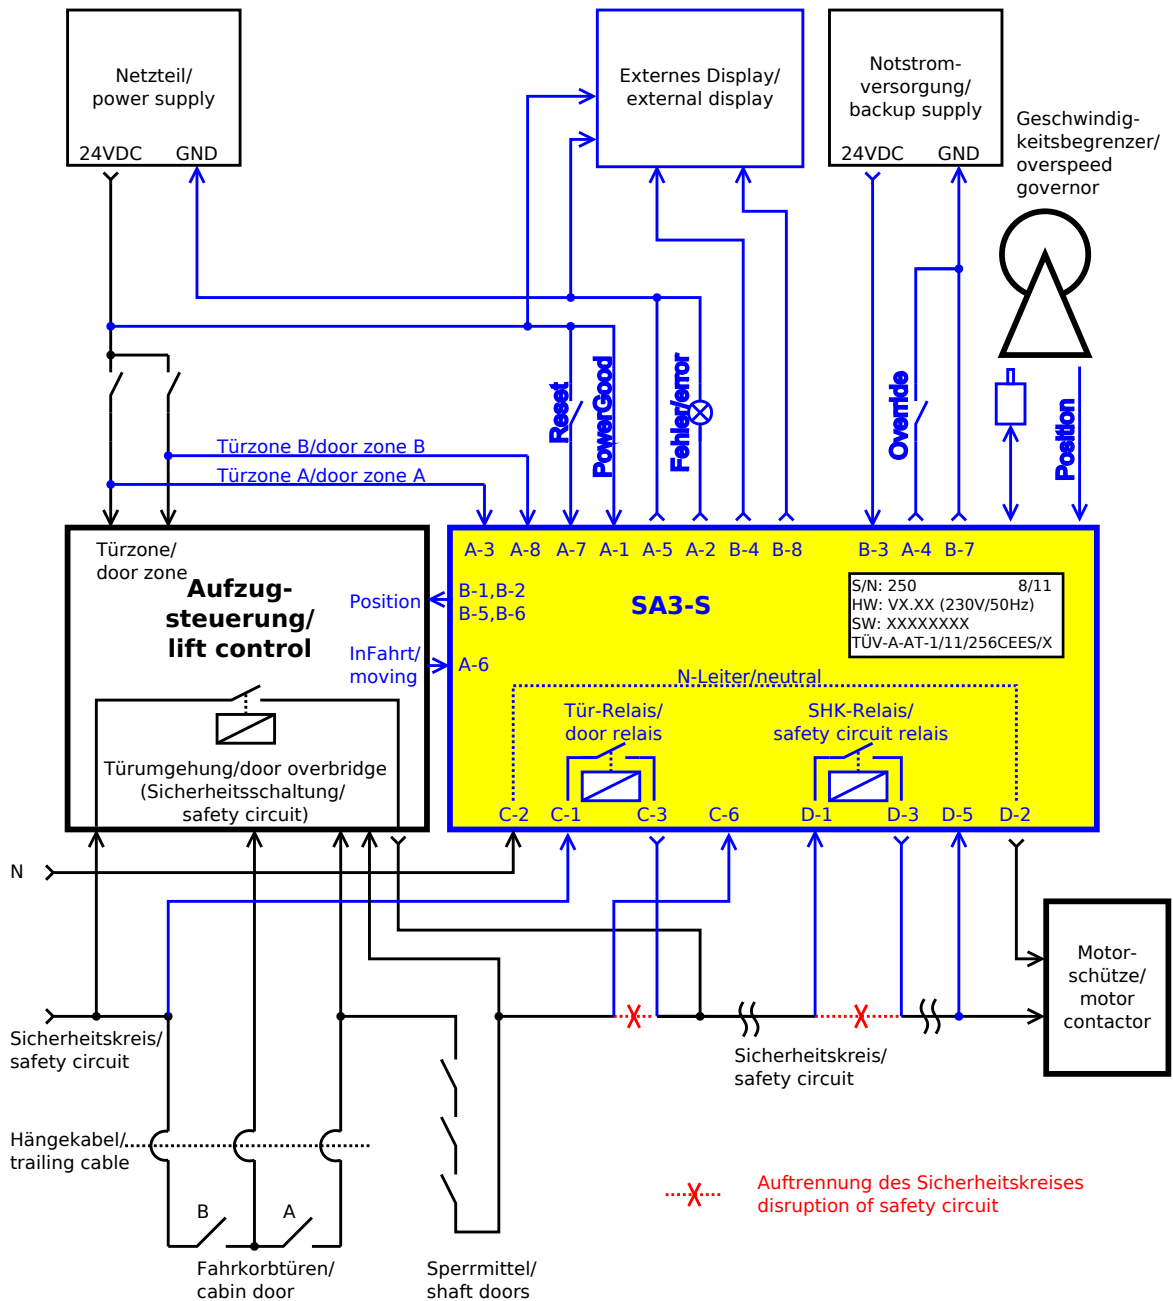 Netzteil/
power supply
24VDC GND
Externes Display/
external display
Notstrom-
versorgung/
backup supply
24VDC GND
Geschwindig-
keitsbegrenzer/
overspeed
governor
Reset
PowerGood
Fehler/error
Override
Position
Türzone B/door zone B
Türzone A/door zone A
Türzone/
door zone
Aufzug-
steuerung/
lift control
Position
InFahrt/
moving
A-3 A-8 A-7 A-1 A-5 A-2 B-4 B-8 B-3 A-4 B-7
B-1,B-2
B-5,B-6
A-6
SA3-S
S/N: 250 8/11
HW: VX.XX (230V/50Hz)
SW: XXXXXXXX
TÜV-A-AT-1/11/256CEES/X
N-Leiter/neutral
Tür-Relais/
door relais
SHK-Relais/
safety circuit relais
Türumgehung/door overbridge
(Sicherheitsschaltung/
safety circuit)
C-2 C-1 C-3 C-6 D-1 D-3 D-5 D-2
N
Motor-
schütze/
motor
contactor
Sicherheitskreis/
safety circuit
Sicherheitskreis/
safety circuit
Hängekabel/
trailing cable
Auftrennung des Sicherheitskreises
disruption of safety circuit
B A
Fahrkorbtüren/
cabin door
Sperrmittel/
shaft doors